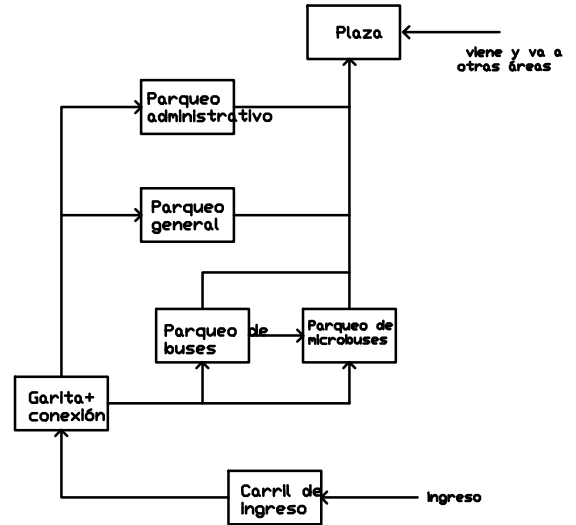 Plaza
viene y va a
otras áreas
Parqueo
administrativo
Parqueo
general
Parqueo de
buses
Parqueo de
microbuses
Garita+
conexión
Carril de
ingreso
Ingreso